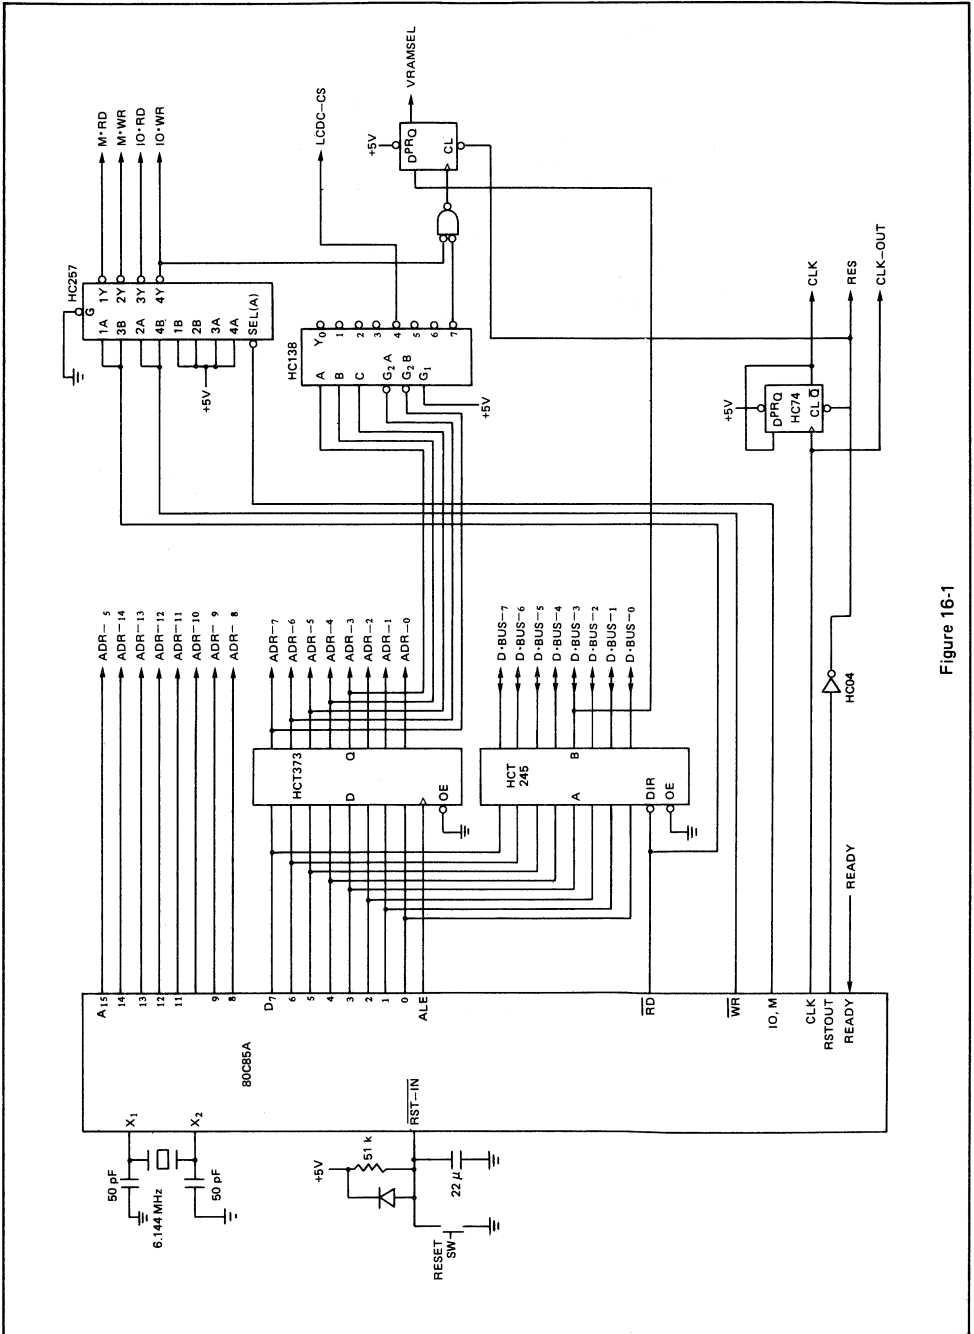 HC257
G
1A
3B
2A
4B
1B
2B
3A
4A
SEL(A)
1Y
2Y
3Y
4Y
M·RD
M·WR
IO·RD
IO·WR
+5V
LCDC-CS
VRAMSEL
+5V
D PR Q
CL
HC138
A
B
C
G2 A
G2 B
G1
Y0
1
2
3
4
5
6
7
+5V
ADR- 5
ADR-14
ADR-13
ADR-12
ADR-11
ADR-10
ADR- 9
ADR- 8
ADR-7
ADR-6
ADR-5
ADR-4
ADR-3
ADR-2
ADR-1
ADR-0
HCT373
D
Q
OE
D·BUS-7
D·BUS-6
D·BUS-5
D·BUS-4
D·BUS-3
D·BUS-2
D·BUS-1
D·BUS-0
HCT
245
A
B
DIR
OE
+5V
D PR Q
HC74
CL Q̅
CLK
RES
CLK-OUT
HC04
READY
80C85A
A15
14
13
12
11
9
8
D7
6
5
4
3
2
1
0
ALE
R̅D̅
W̅R̅
IO, M
CLK
RSTOUT
READY
X1
X2
R̅S̅T̅-̅I̅N̅
50 pF
50 pF
6.144 MHz
+5V
51 k
22 μ
RESET
SW
Figure 16-1